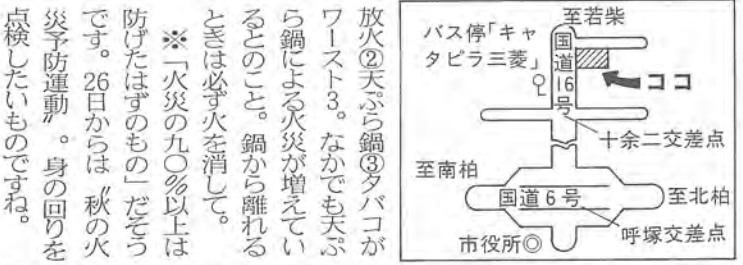 放火②天ぷら鍋③タバコが
ワースト3。なかでも天ぷ
ら鍋による火災が増えてい
るとのこと。鍋から離れる
ときは必ず火を消して。
※「火災の九〇%以上は
防げたはずのもの」だそう
です。26日からは〝秋の火
災予防運動〟。身の回りを
点検したいものですね。
至若柴
バス停「キャ
タピラ三菱」
国道16号
ココ
十余二交差点
至南柏
国道6号
至北柏
市役所◎
呼塚交差点